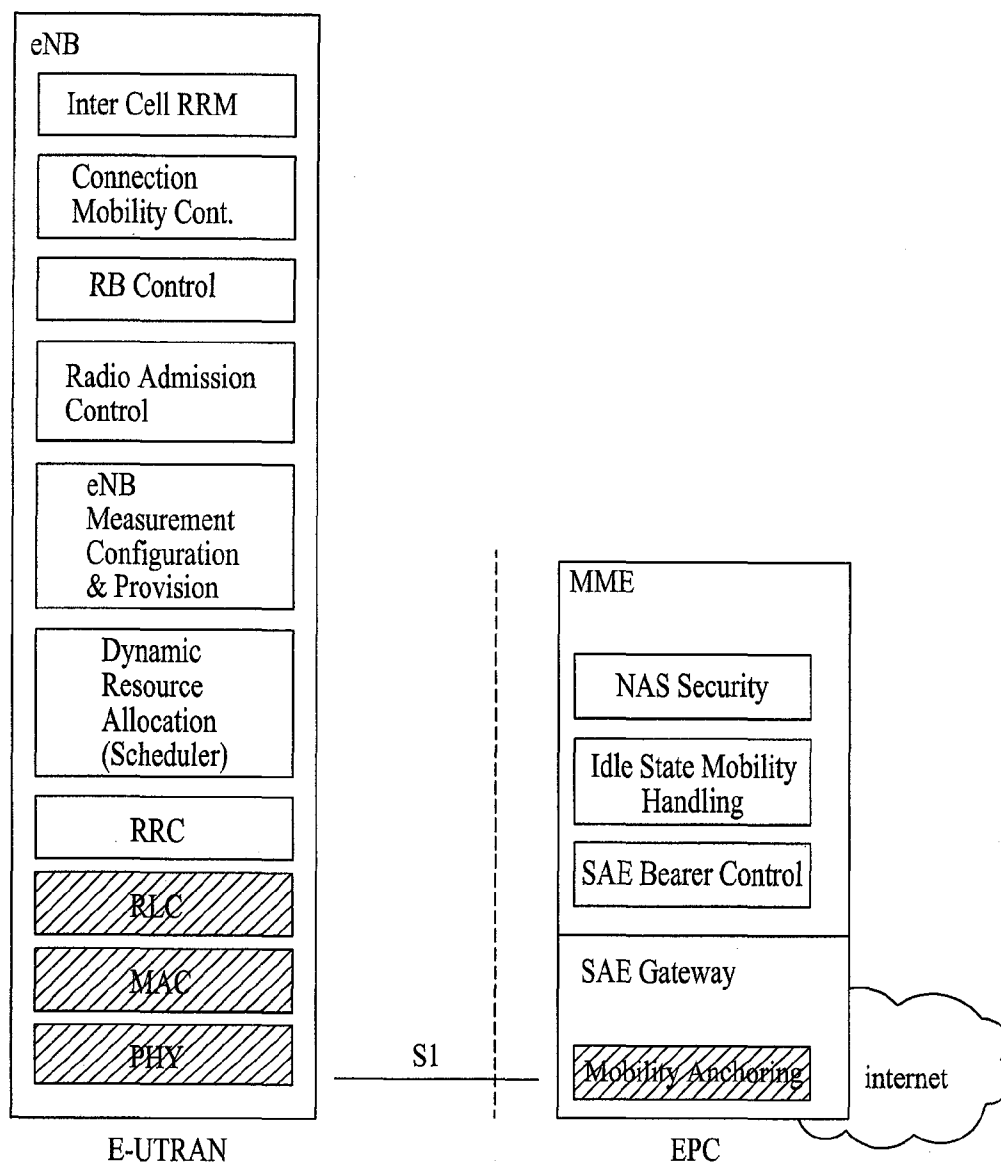 eNB
Inter Cell RRM
Connection
Mobility Cont.
RB Control
Radio Admission
Control
eNB
Measurement
Configuration
& Provision
Dynamic
Resource
Allocation
(Scheduler)
RRC
RLC
MAC
PHY
E-UTRAN
S1
MME
NAS Security
Idle State Mobility
Handling
SAE Bearer Control
SAE Gateway
Mobility Anchoring
EPC
internet